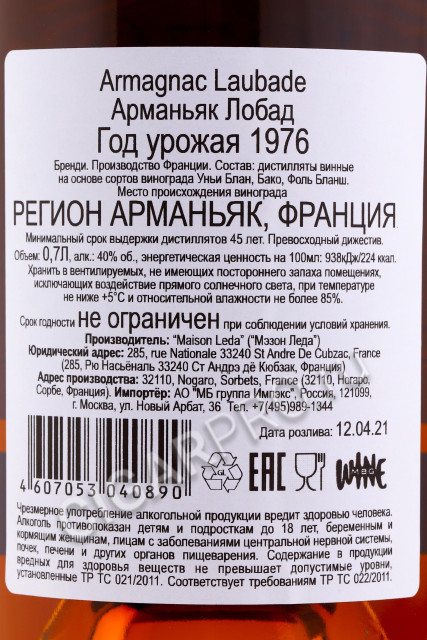 Armagnac Laubade
Арманьяк Лобад
Год урожая 1976
Бренди. Производство Франции. Состав: дистилляты винные
на основе сортов винограда Уньи Блан, Бако, Фоль Бланш.
Место происхождения винограда
РЕГИОН АРМАНЬЯК, ФРАНЦИЯ
Минимальный срок выдержки дистиллятов 45 лет. Превосходный дижестив.
Объем: 0,7Л, алк.: 40% об., энергетическая ценность на 100мл: 938кДж/224 ккал.
Хранить в вентилируемых, не имеющих постороннего запаха помещениях,
исключающих воздействие прямого солнечного света, при температуре
не ниже +5°С и относительной влажности не более 85%.
Срок годности не ограничен при соблюдении условий хранения.
Производитель: "Maison Leda" ("Мэзон Леда")
Юридический адрес: 285, rue Nationale 33240 St Andre De Cubzac, France
(285, Рю Насьёналь 33240 Ст Андрэ дё Кюбзак, Франция)
Адрес производства: 32110, Nogaro, Sorbets, France (32110, Ногаро,
Сорбе, Франция). Импортёр: АО "МБ группа Импэкс", Россия, 121099,
г. Москва, ул. Новый Арбат, 36 Тел.+7(495)989-1344
Дата розлива: 12.04.21
4 607053 040890
GL
EAC
WINE
MBG
CIGARPRO.RU
Чрезмерное употребление алкогольной продукции вредит здоровью человека.
Алкоголь противопоказан детям и подросткам до 18 лет, беременным и
кормящим женщинам, лицам с заболеваниями центральной нервной системы,
почек, печени и других органов пищеварения. Содержание в продукции
вредных для здоровья веществ не превышает допустимые уровни,
установленные ТР ТС 021/2011. Соответствует требованиям ТР ТС 022/2011.